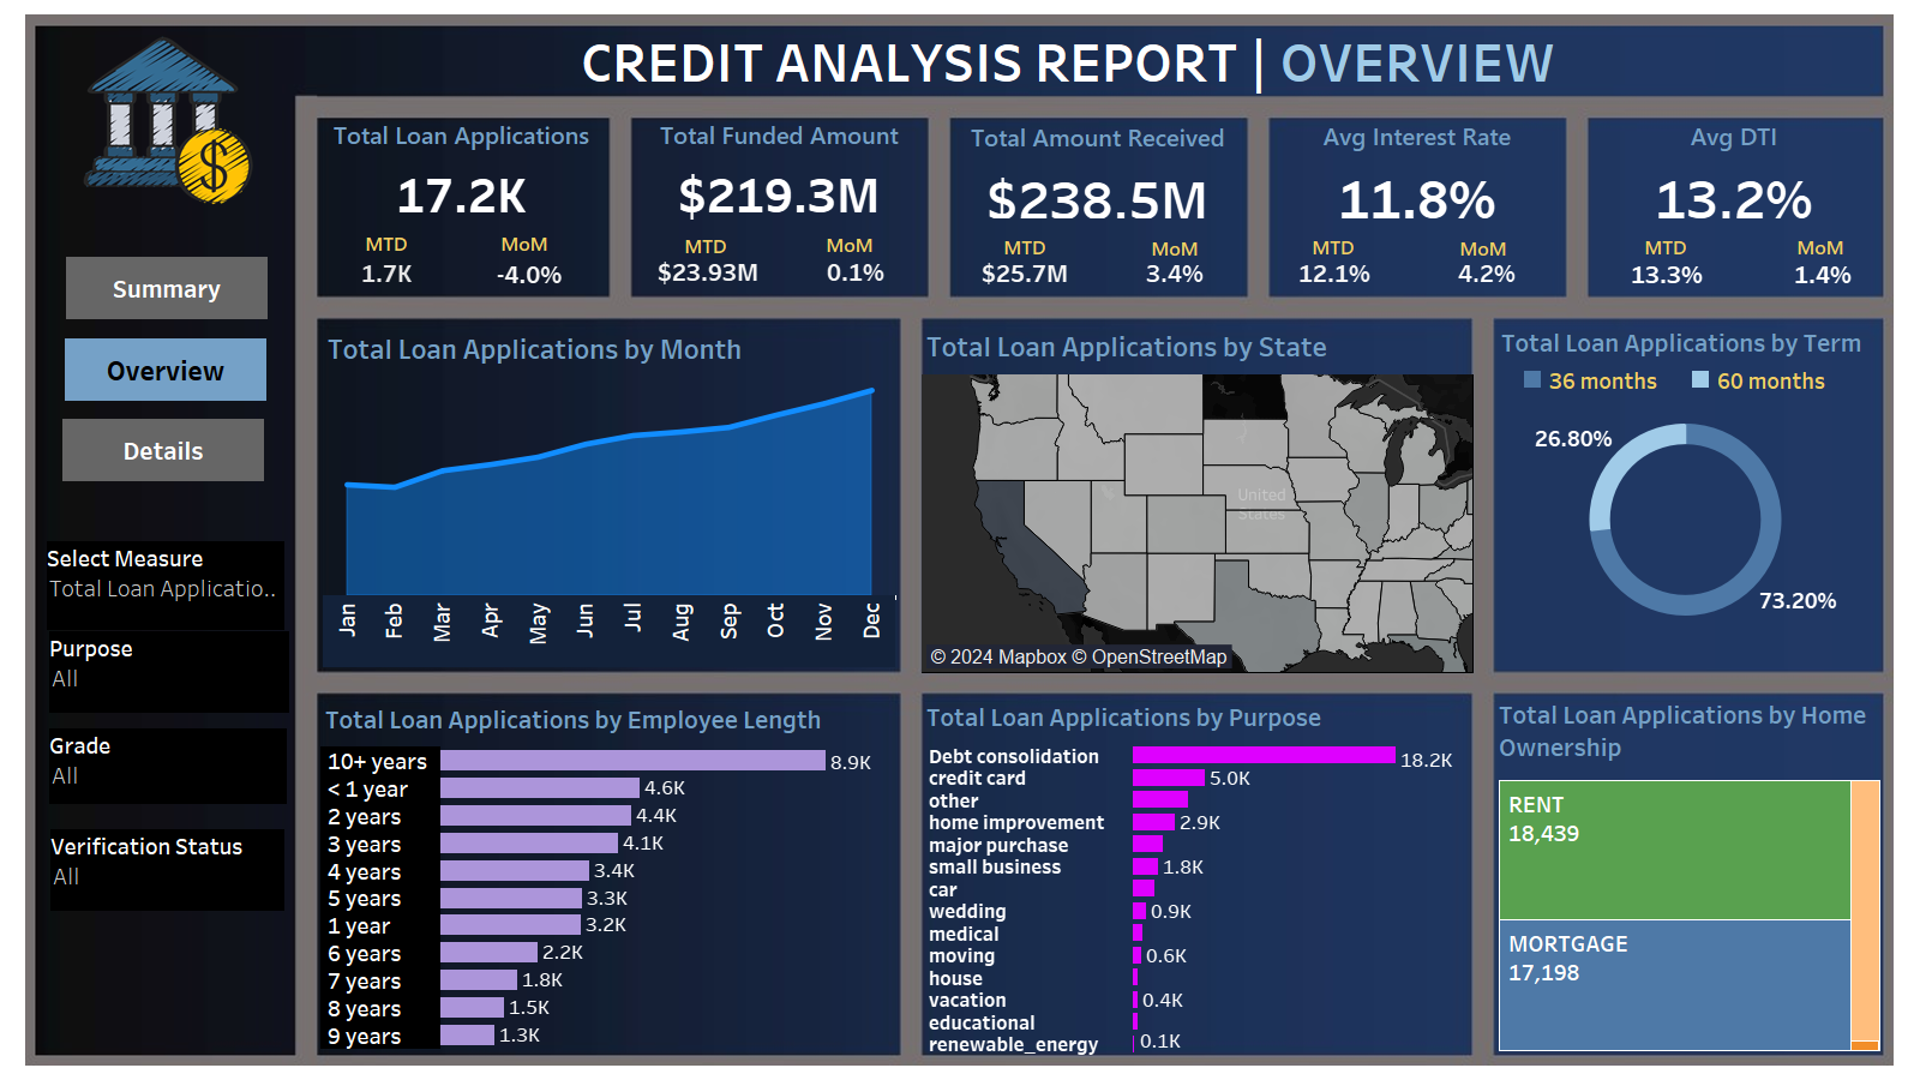 CREDIT ANALYSIS REPORT | OVERVIEW
$
Summary
Overview
Details
Select Measure
Total Loan Applicatio..
Purpose
All
Grade
All
Verification Status
All
Total Loan Applications
17.2K
MTD MoM
1.7K -4.0%
Total Funded Amount
$219.3M
MTD MoM
$23.93M 0.1%
Total Amount Received
$238.5M
MTD MoM
$25.7M 3.4%
Avg Interest Rate
11.8%
MTD MoM
12.1% 4.2%
Avg DTI
13.2%
MTD MoM
13.3% 1.4%
Total Loan Applications by Month
Jan Feb Mar Apr May Jun Jul Aug Sep Oct Nov Dec
Total Loan Applications by State
United
States
© 2024 Mapbox © OpenStreetMap
Total Loan Applications by Term
36 months 60 months
26.80%
73.20%
Total Loan Applications by Employee Length
10+ years 8.9K
< 1 year 4.6K
2 years 4.4K
3 years 4.1K
4 years 3.4K
5 years 3.3K
1 year 3.2K
6 years 2.2K
7 years 1.8K
8 years 1.5K
9 years 1.3K
Total Loan Applications by Purpose
Debt consolidation 18.2K
credit card 5.0K
other
home improvement 2.9K
major purchase
small business 1.8K
car
wedding 0.9K
medical
moving 0.6K
house
vacation 0.4K
educational
renewable_energy 0.1K
Total Loan Applications by Home
Ownership
RENT
18,439
MORTGAGE
17,198